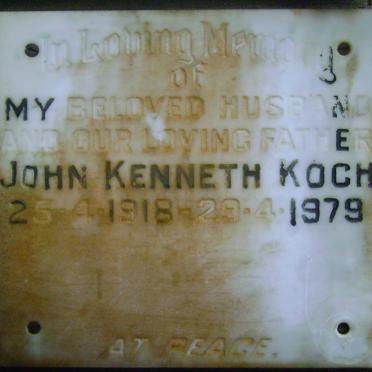 In Loving Memory
OF
MY BELOVED HUSBAND
AND OUR LOVING FATHER
JOHN KENNETH KOCH
25-4-1918-29-4-1979
AT PEACE.